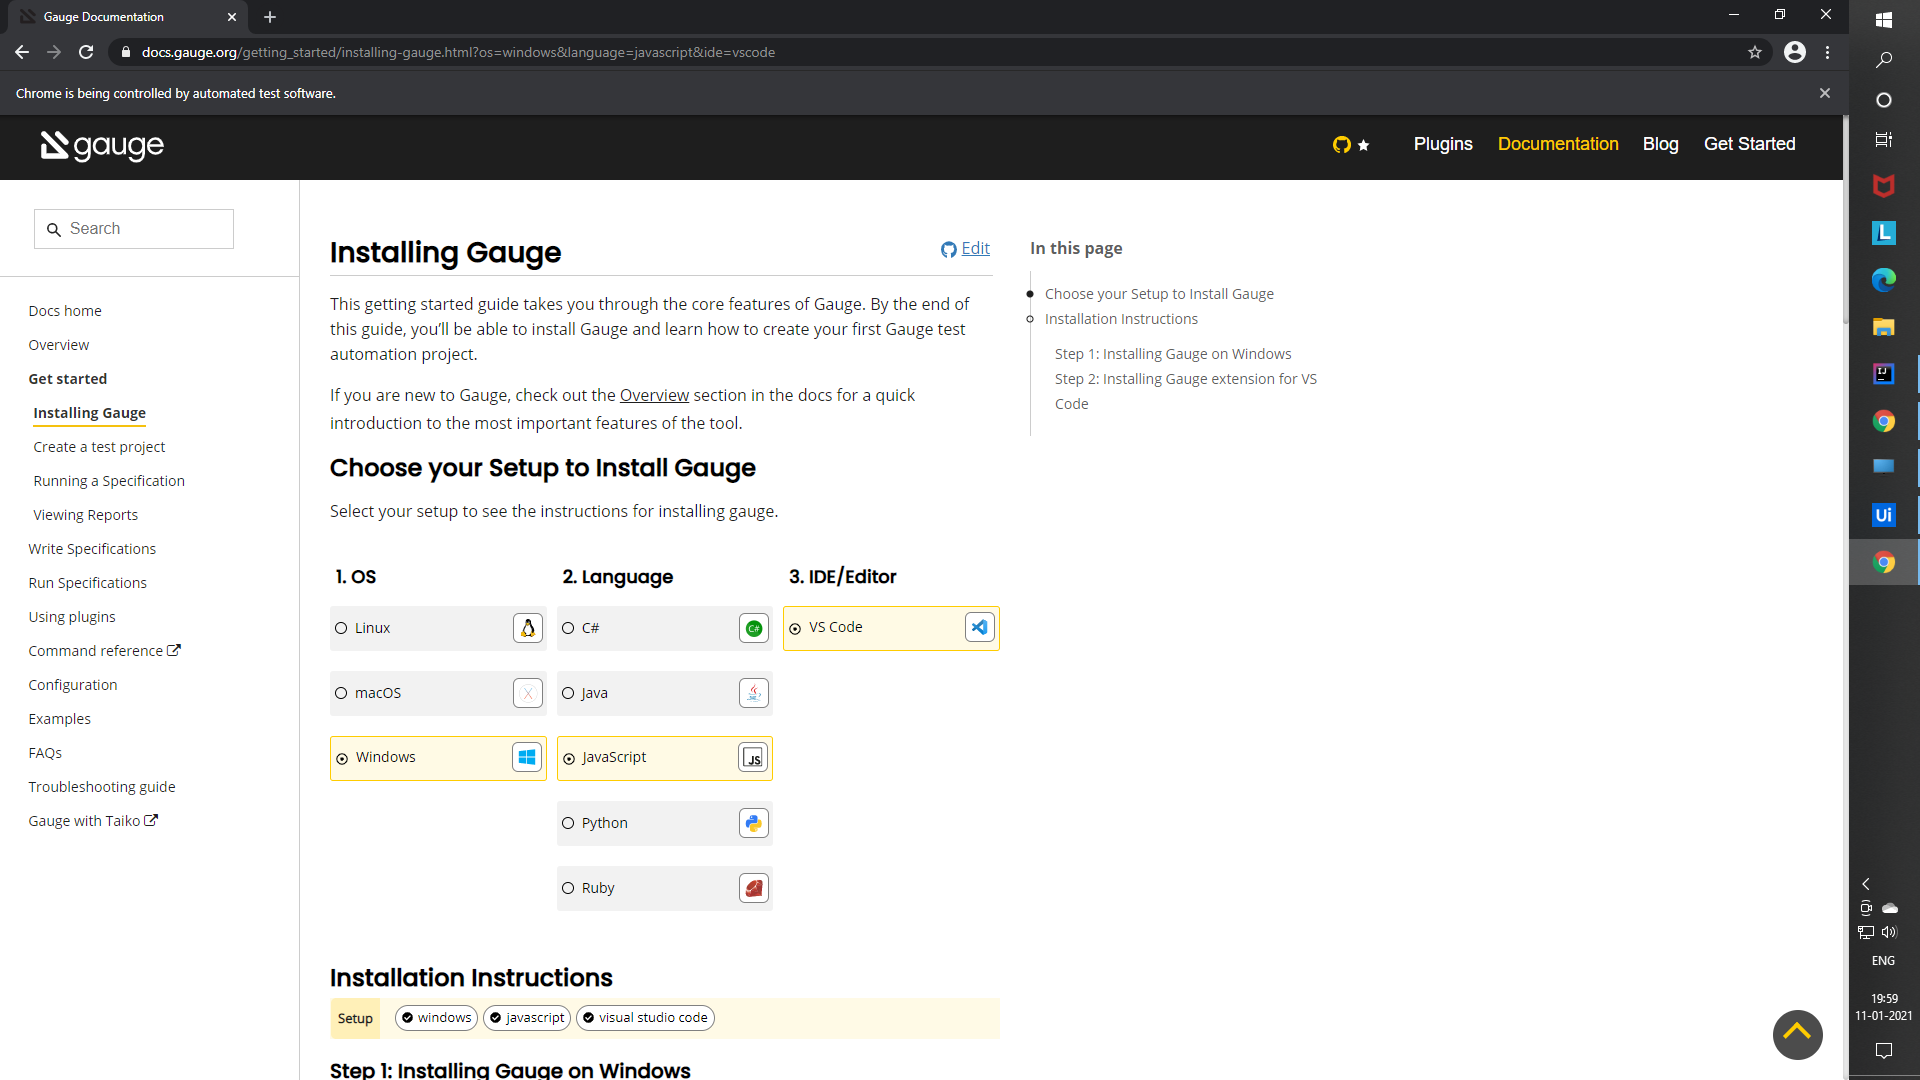 Gauge Documentation
docs.gauge.org/getting_started/installing-gauge.html?os=windows&language=javascript&ide=vscode
Chrome is being controlled by automated test software.
gauge
Plugins
Documentation
Blog
Get Started
Search
Docs home
Overview
Get started
Installing Gauge
Create a test project
Running a Specification
Viewing Reports
Write Specifications
Run Specifications
Using plugins
Command reference
Configuration
Examples
FAQs
Troubleshooting guide
Gauge with Taiko
Installing Gauge
Edit
This getting started guide takes you through the core features of Gauge. By the end of
this guide, you’ll be able to install Gauge and learn how to create your first Gauge test
automation project.
If you are new to Gauge, check out the Overview section in the docs for a quick
introduction to the most important features of the tool.
Choose your Setup to Install Gauge
Select your setup to see the instructions for installing gauge.
1. OS
Linux
macOS
X
Windows
2. Language
C#
C#
Java
JavaScript
JS
Python
Ruby
3. IDE/Editor
VS Code
Installation Instructions
Setup
windows
javascript
visual studio code
Step 1: Installing Gauge on Windows
In this page
Choose your Setup to Install Gauge
Installation Instructions
Step 1: Installing Gauge on Windows
Step 2: Installing Gauge extension for VS
Code
L
IJ
Ui
ENG
19:59
11-01-2021